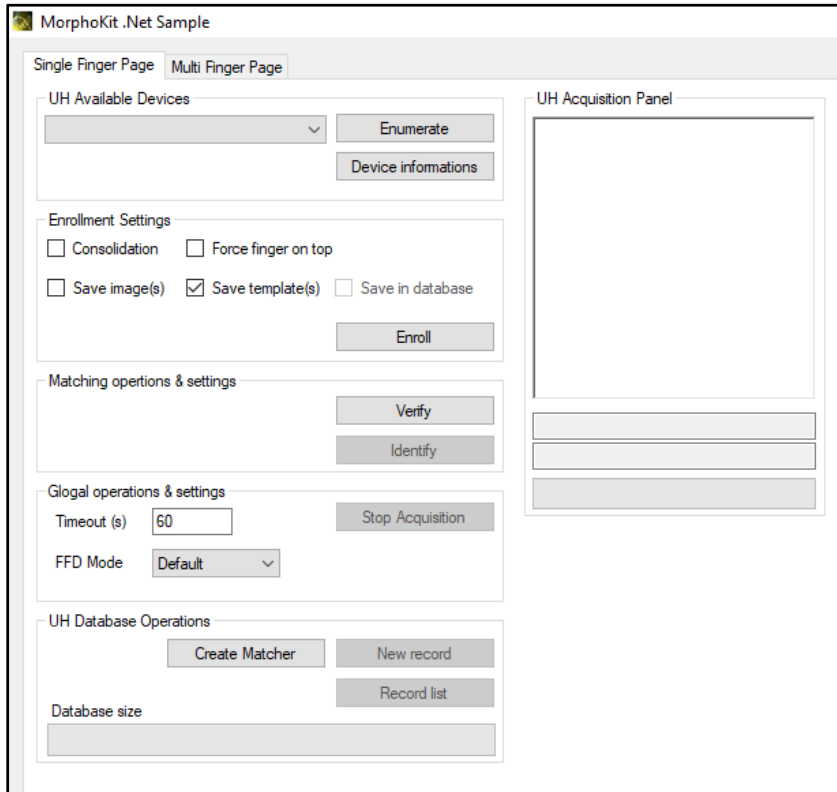 MorphoKit .Net Sample
Single Finger Page
Multi Finger Page
UH Available Devices
Enumerate
Device informations
Enrollment Settings
Consolidation
Force finger on top
Save image(s)
Save template(s)
Save in database
Enroll
Matching opertions & settings
Verify
Identify
Glogal operations & settings
Timeout (s)
60
Stop Acquisition
FFD Mode
Default
UH Database Operations
Create Matcher
New record
Record list
Database size
UH Acquisition Panel